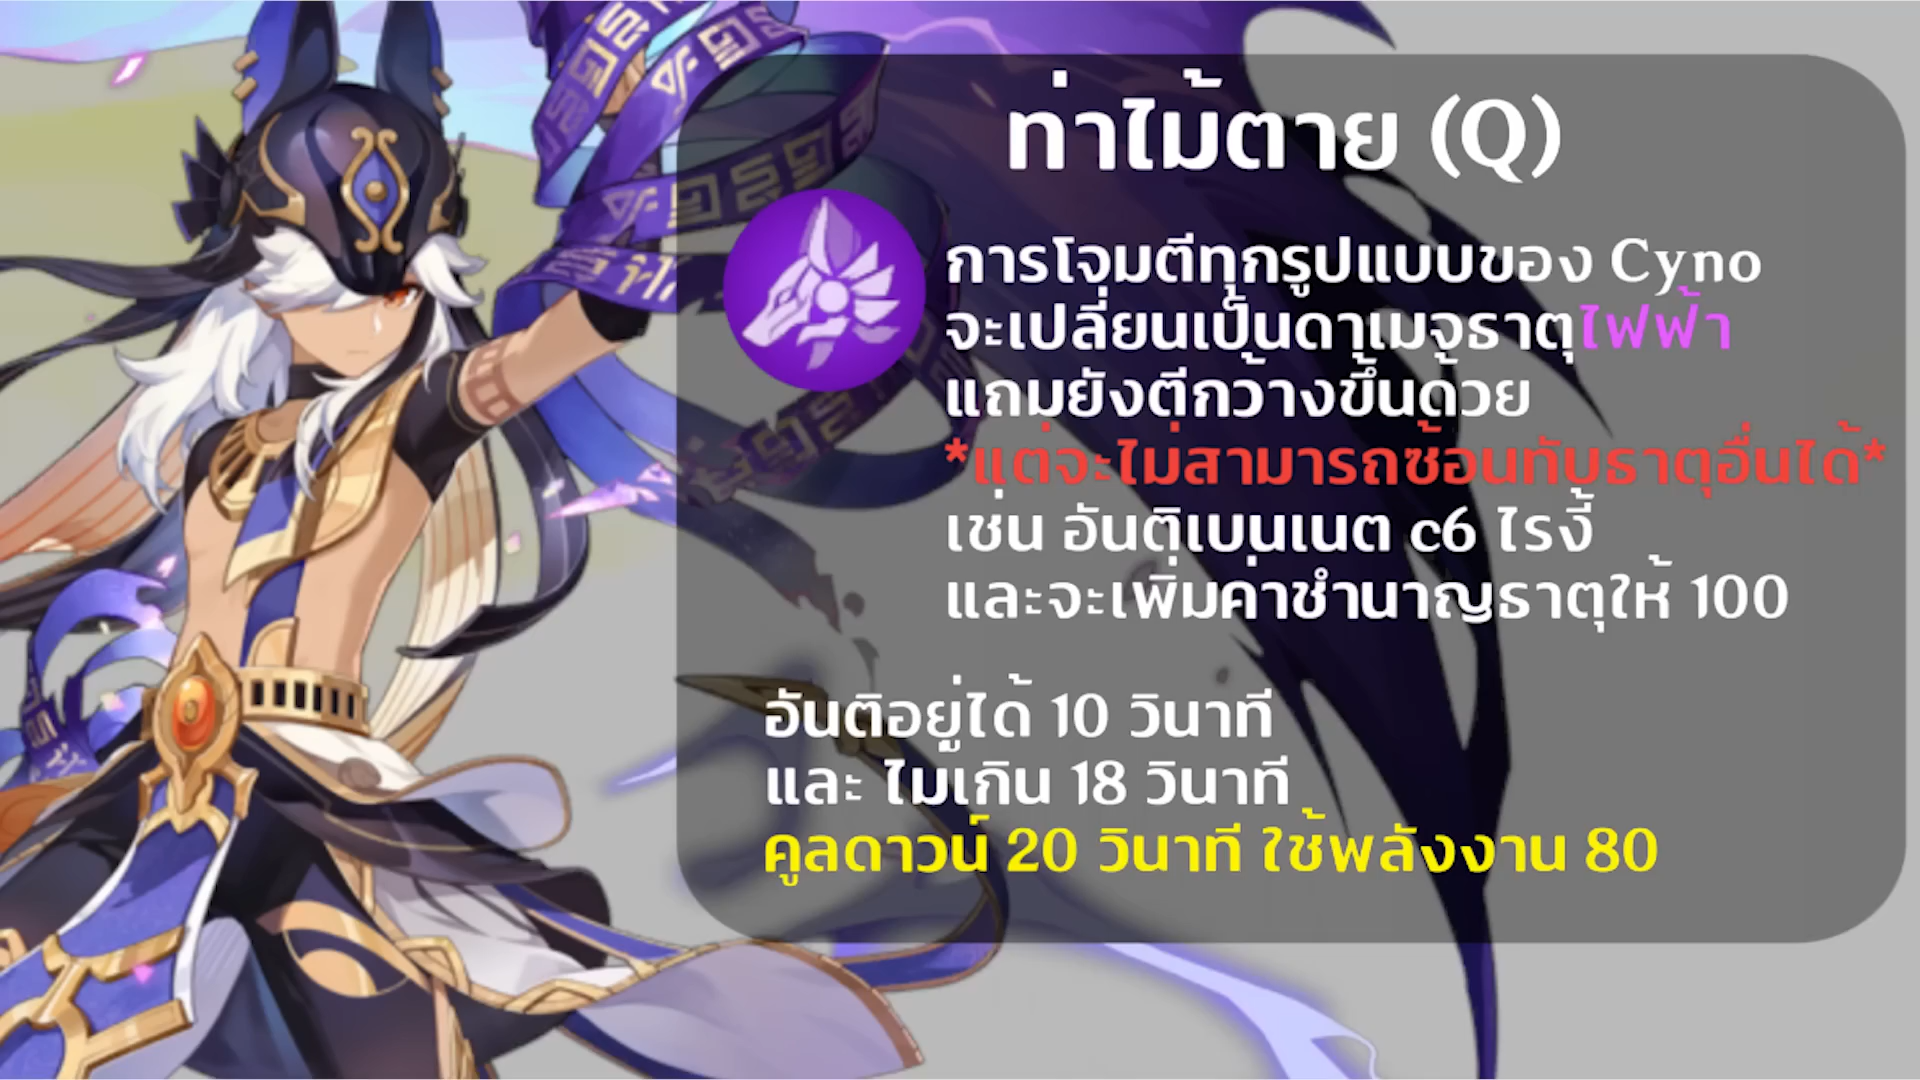 ท่าไม้ตาย (Q)
การโจมตีทุกรูปแบบของ Cyno
จะเปลี่ยนเป็นดาเมจธาตุไฟฟ้า
แถมยังตีกว้างขึ้นด้วย
*แต่จะไม่สามารถซ้อนทับธาตุอื่นได้*
เช่น อันติเบนเนต c6 ไรงี้
และจะเพิ่มค่าชำนาญธาตุให้ 100
อันติอยู่ได้ 10 วินาที
และ ไม่เกิน 18 วินาที
คูลดาวน์ 20 วินาที ใช้พลังงาน 80